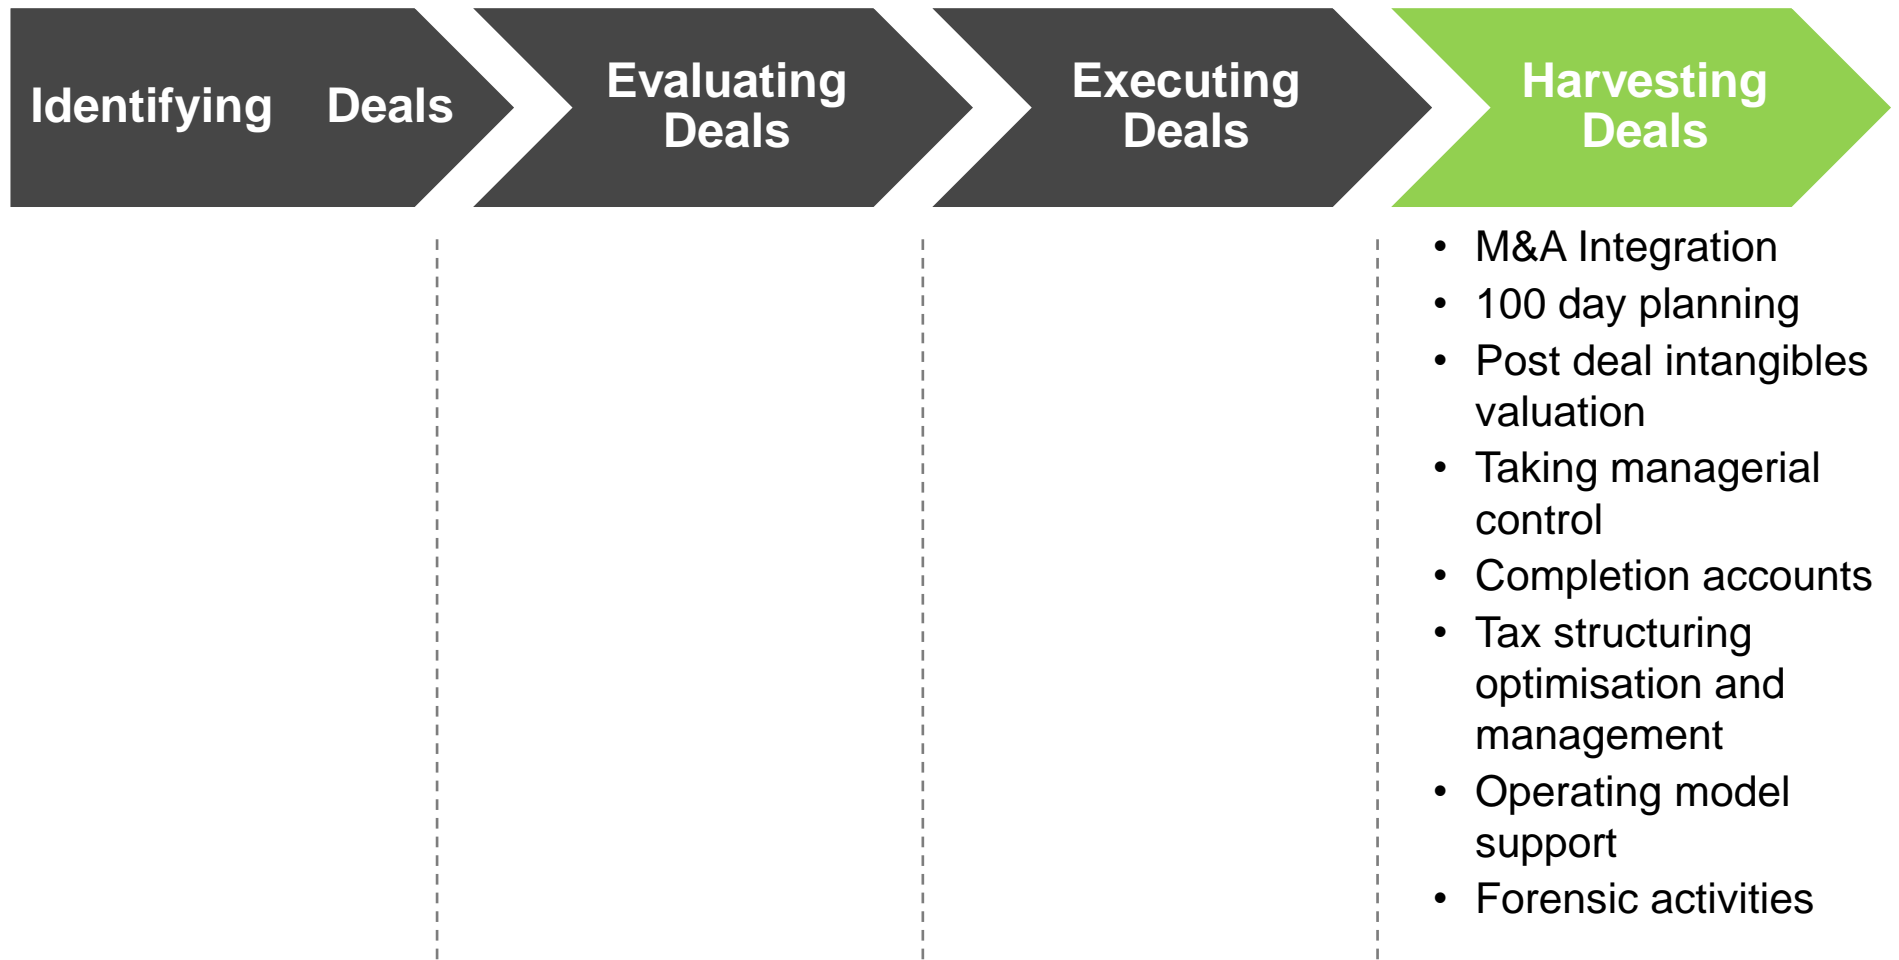 Identifying Deals
Evaluating
Deals
Executing
Deals
Harvesting
Deals
• M&A Integration
• 100 day planning
• Post deal intangibles
valuation
• Taking managerial
control
• Completion accounts
• Tax structuring
optimisation and
management
• Operating model
support
• Forensic activities